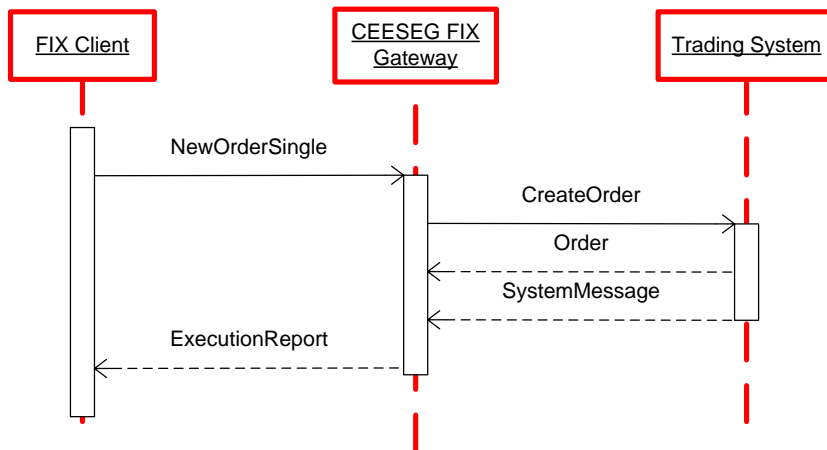 FIX Client
CEESEG FIX
Gateway
Trading System
NewOrderSingle
CreateOrder
Order
SystemMessage
ExecutionReport